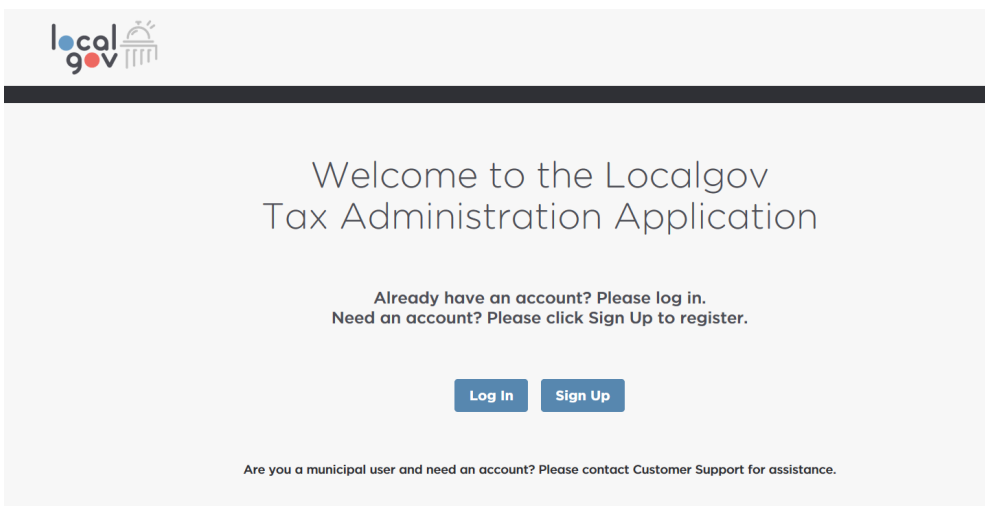 local
gov
Welcome to the Localgov
Tax Administration Application
Already have an account? Please log in.
Need an account? Please click Sign Up to register.
Log In
Sign Up
Are you a municipal user and need an account? Please contact Customer Support for assistance.